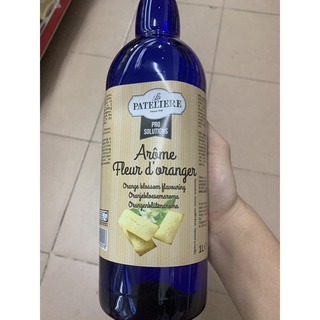 La
PATELIERE
PRO
SOLUTIONS
Arôme
Fleur d'oranger
Orange blossom flavouring
Oranjebloesemaroma
Orangenblütenaroma
1L